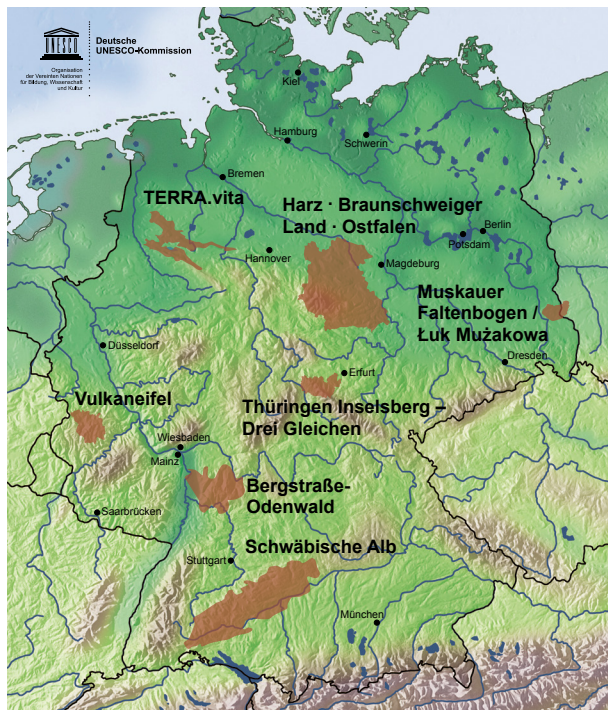 UNESCO
Deutsche
UNESCO-Kommission
Organisation
der Vereinten Nationen
für Bildung, Wissenschaft
und Kultur
Kiel
Hamburg
Schwerin
Bremen
TERRA.vita
Harz · Braunschweiger
Land · Ostfalen
Berlin
Potsdam
Hannover
Magdeburg
Muskauer
Faltenbogen /
Łuk Mużakowa
Düsseldorf
Dresden
Erfurt
Vulkaneifel
Thüringen Inselsberg –
Drei Gleichen
Wiesbaden
Mainz
Bergstraße-
Odenwald
Saarbrücken
Schwäbische Alb
Stuttgart
München